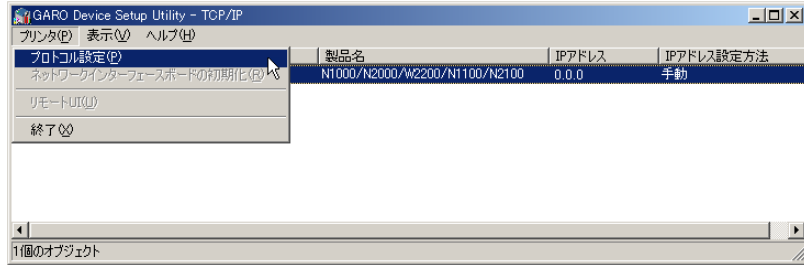 GARO Device Setup Utility - TCP/IP
プリンタ(P) 表示(V) ヘルプ(H)
プロトコル設定(P)
製品名 IPアドレス IPアドレス設定方法
ネットワークインターフェースボードの初期化(R)
N1000/N2000/W2200/N1100/N2100 0.0.0 手動
リモートUI(U)
終了(X)
1個のオブジェクト